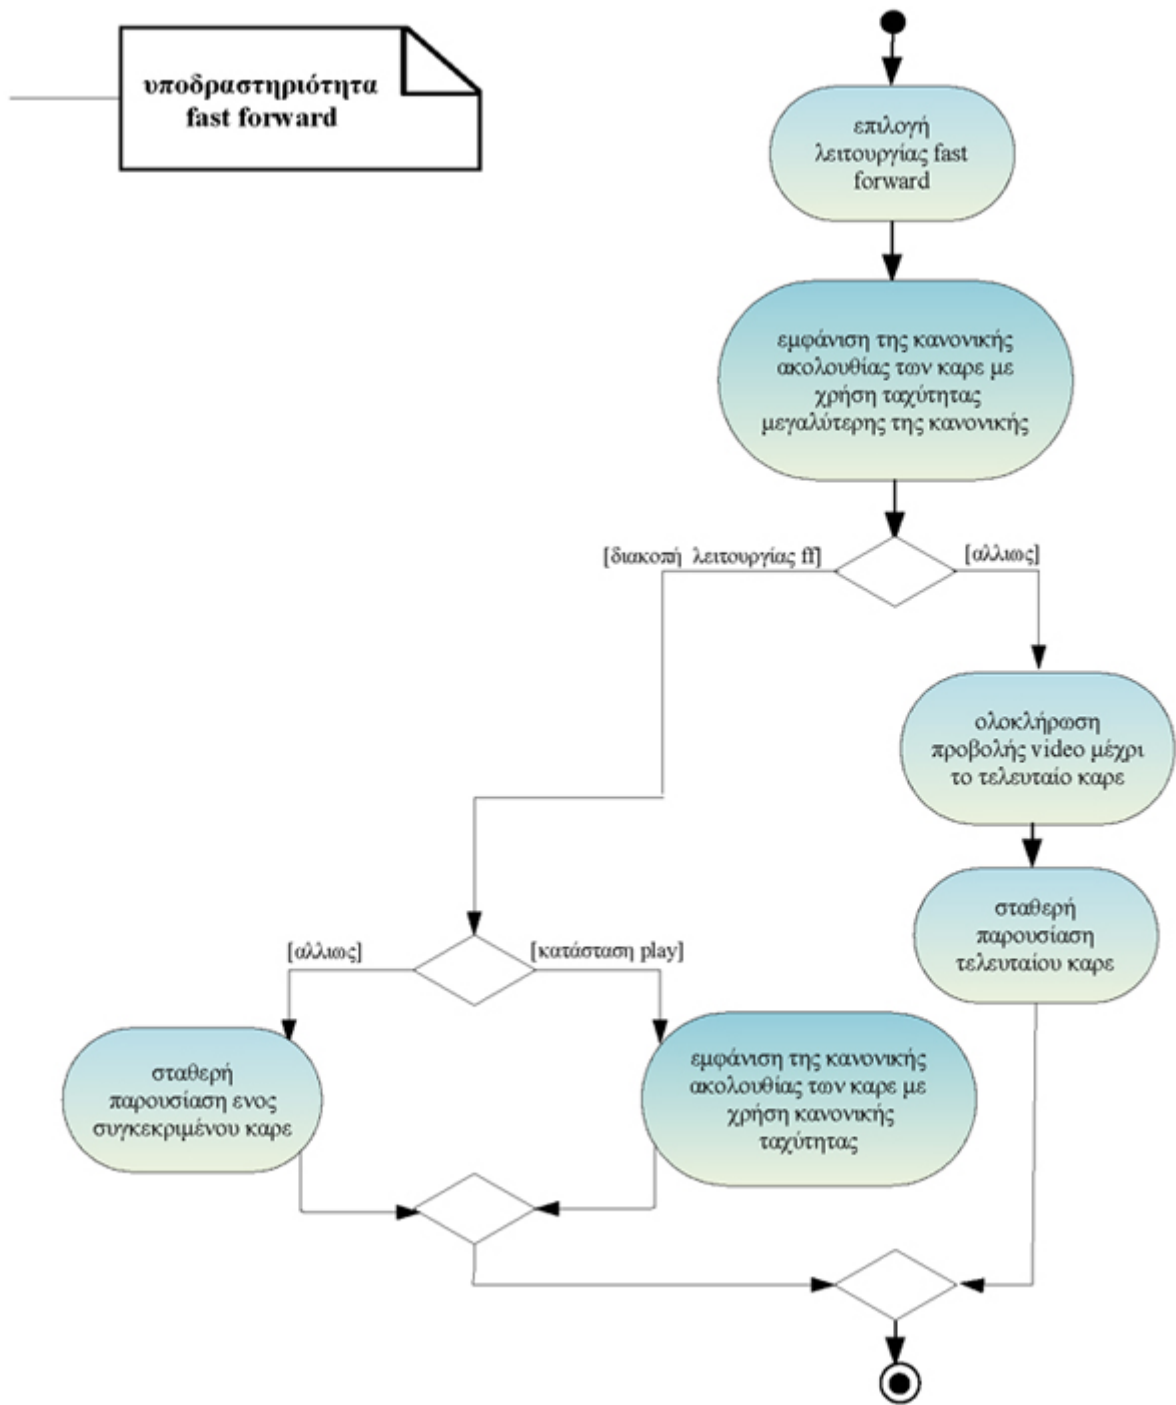 υποδραστηριότητα
fast forward
επιλογή
λειτουργίας fast
forward
εμφάνιση της κανονικής
ακολουθίας των καρε με
χρήση ταχύτητας
μεγαλύτερης της κανονικής
[διακοπή λειτουργίας ff]
[αλλιως]
ολοκλήρωση
προβολής video μέχρι
το τελευταίο καρε
σταθερή
παρουσίαση
τελευταίου καρε
[αλλιως]
[κατάσταση play]
σταθερή
παρουσίαση ενος
συγκεκριμένου καρε
εμφάνιση της κανονικής
ακολουθίας των καρε με
χρήση κανονικής
ταχύτητας